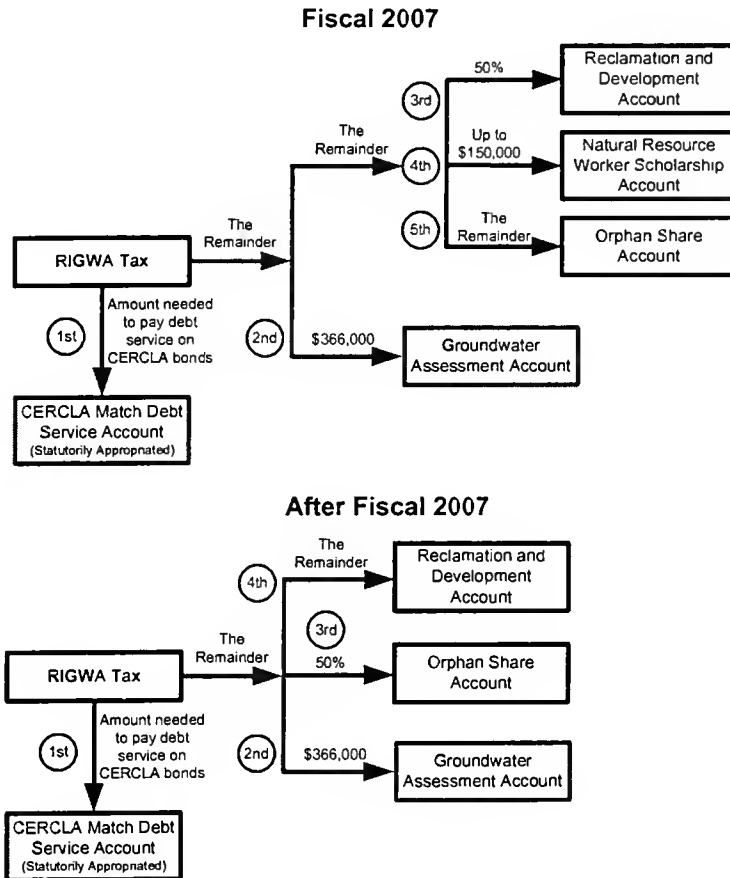 Fiscal 2007
50%
Reclamation and
Development
Account
3rd
The
Remainder
Up to
$150,000
4th
Natural Resource
Worker Scholarship
Account
5th
The
Remainder
Orphan Share
Account
RIGWA Tax
The
Remainder
1st
Amount needed
to pay debt
service on
CERCLA bonds
2nd
$366,000
Groundwater
Assessment Account
CERCLA Match Debt
Service Account
(Statutorily Appropnated)
After Fiscal 2007
The
Remainder
Reclamation and
Development
Account
4th
3rd
50%
Orphan Share
Account
RIGWA Tax
The
Remainder
1st
Amount needed
to pay debt
service on
CERCLA bonds
2nd
$366,000
Groundwater
Assessment Account
CERCLA Match Debt
Service Account
(Statutorily Appropnated)